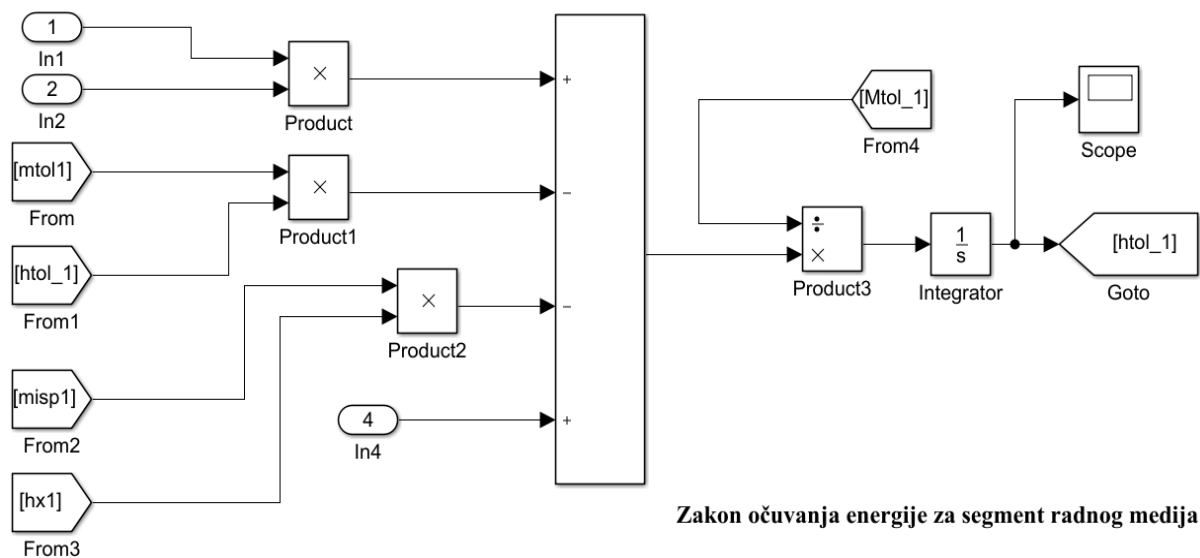 1
In1
2
In2
×
Product
[mtol1]
From
×
Product1
[htol_1]
From1
×
Product2
[misp1]
From2
4
In4
[hx1]
From3
+
−
−
+
[Mtol_1]
From4
÷
×
Product3
1
s
Integrator
Scope
[htol_1]
Goto
Zakon očuvanja energije za segment radnog medija